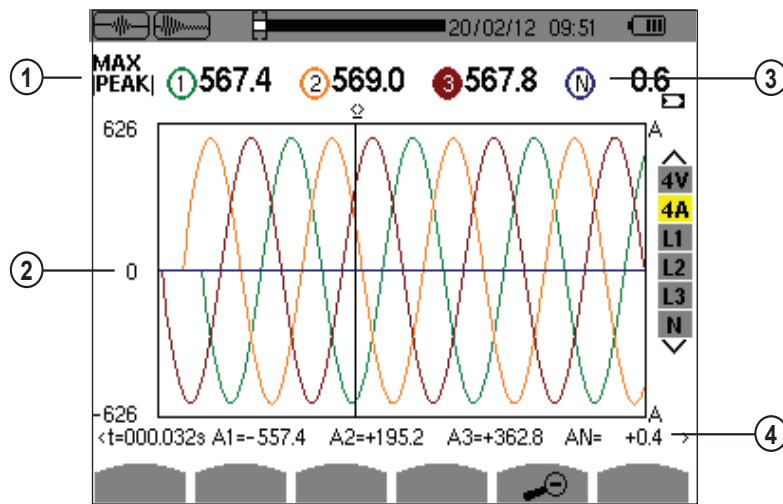 20/02/12 09:51
1 MAX |PEAK| 1 567.4 2 569.0 3 567.8 N 0.6 3
626 A
4V
4A
L1
2 0 L2
L3
N
-626 A
<t=000.032s A1=-557.4 A2=+195.2 A3=+362.8 AN= +0.4 > 4